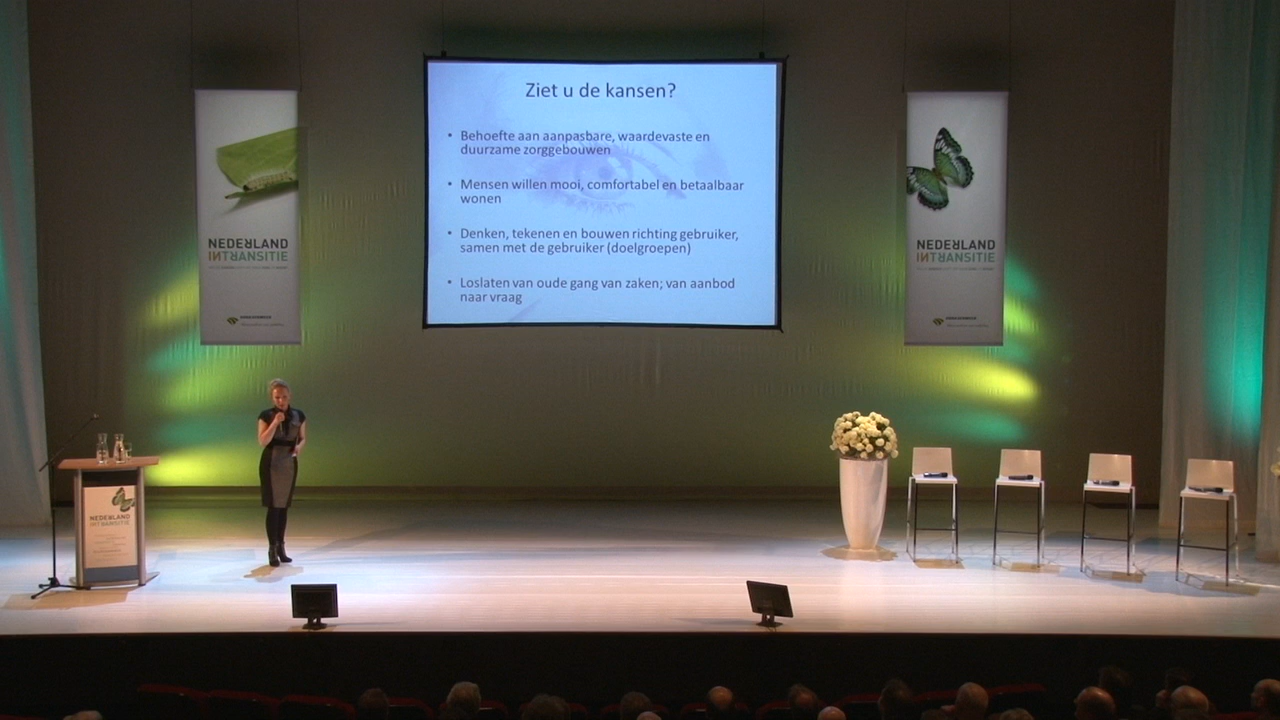 Ziet u de kansen?
• Behoefte aan aanpasbare, waardevaste en
duurzame zorggebouwen
• Mensen willen mooi, comfortabel en betaalbaar
wonen
• Denken, tekenen en bouwen richting gebruiker,
samen met de gebruiker (doelgroepen)
• Loslaten van oude gang van zaken; van aanbod
naar vraag
NEDERLAND
INTRANSITIE
NEDERLAND
INTRANSITIE
NEDERLAND
INTRANSITIE